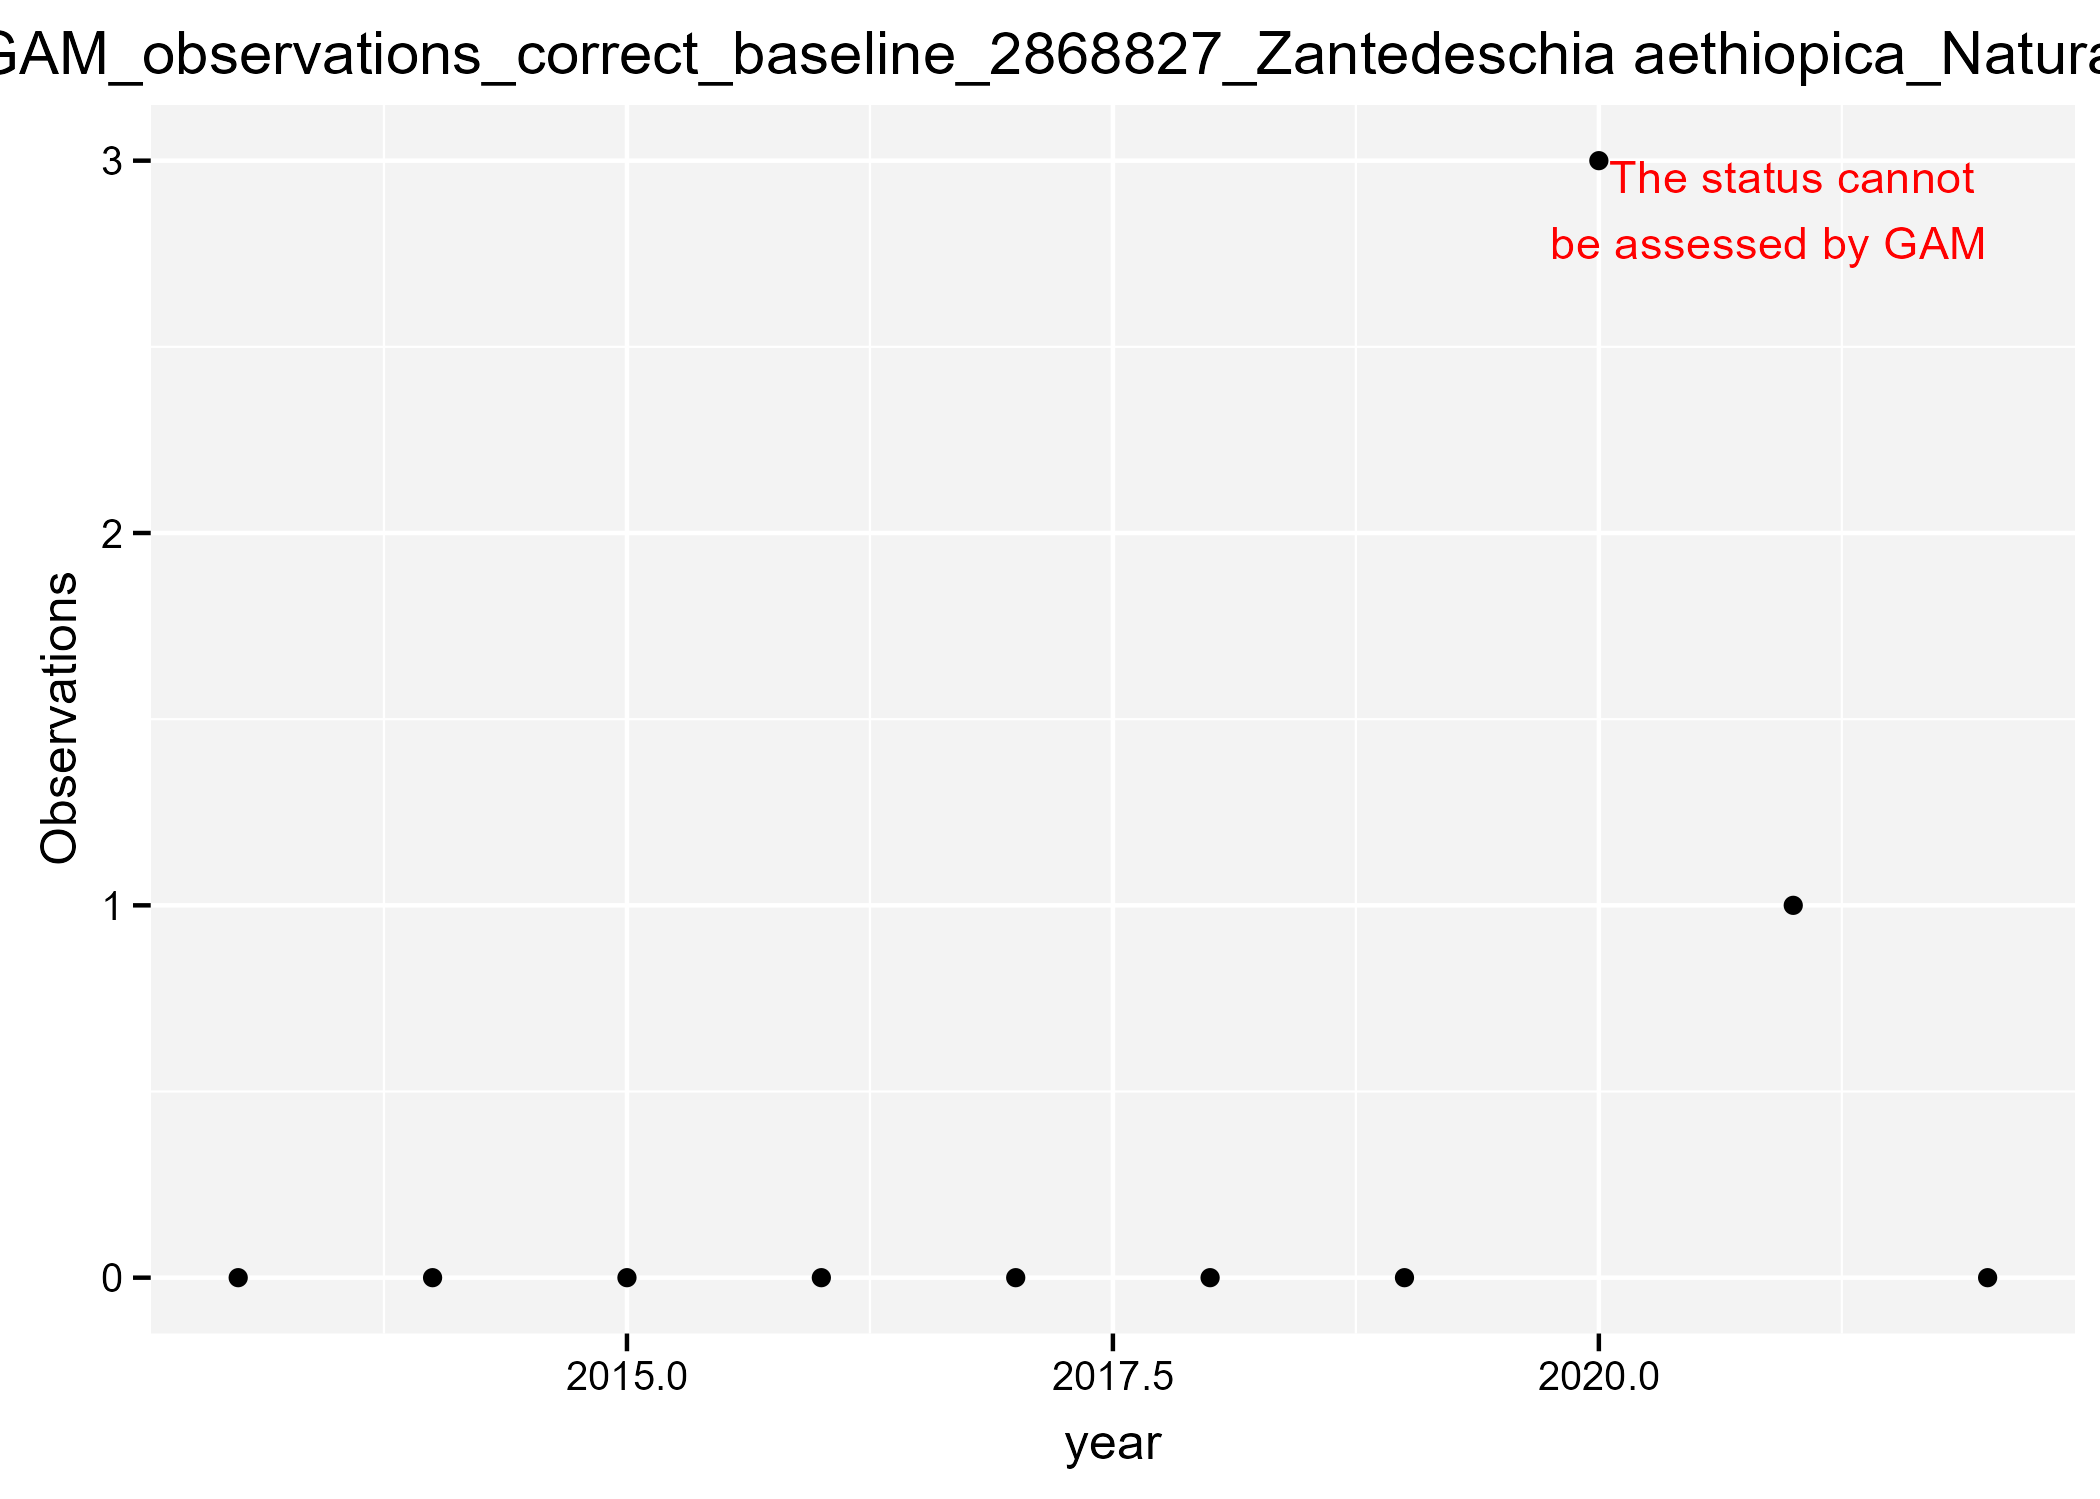 GAM_observations_correct_baseline_2868827_Zantedeschia aethiopica_Natura
3
The status cannot
be assessed by GAM
2
Observations
1
0
2015.0
2017.5
2020.0
year